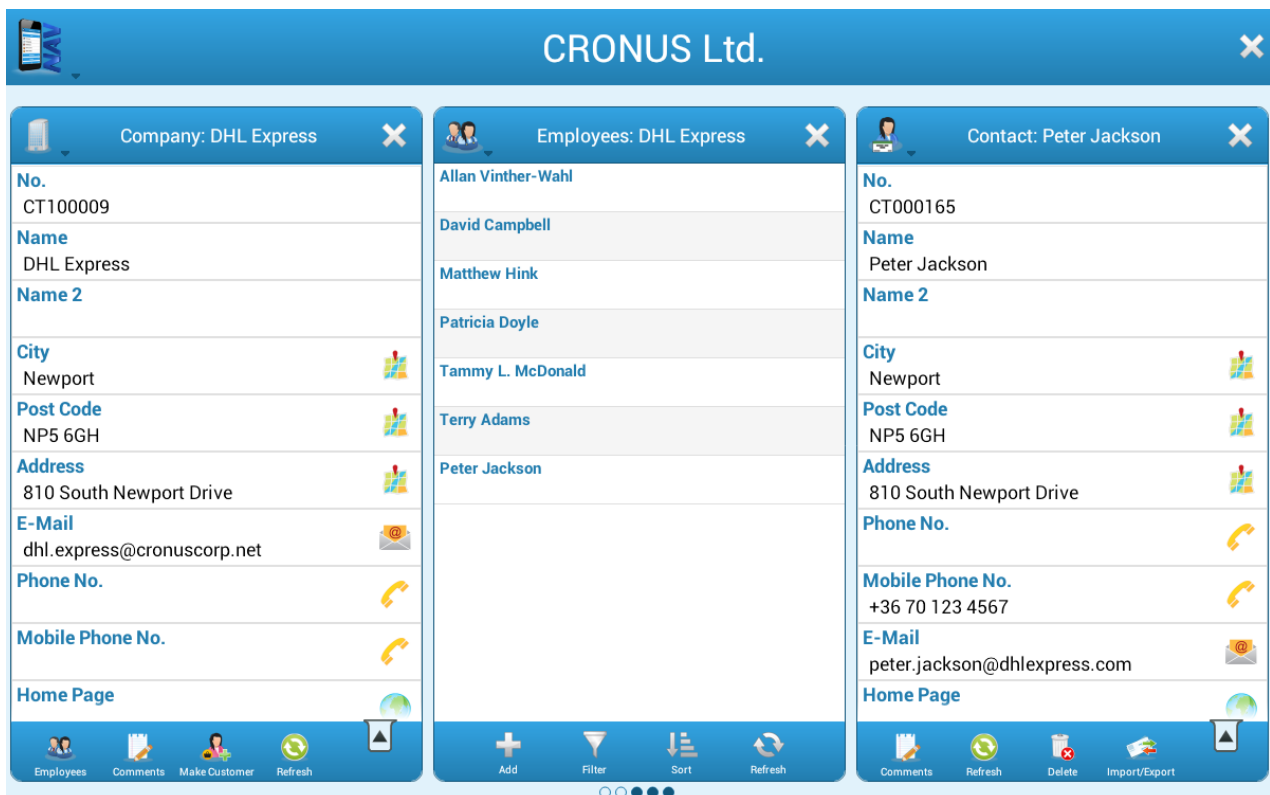 NAV
CRONUS Ltd.
Company: DHL Express
No.
CT100009
Name
DHL Express
Name 2
City
Newport
Post Code
NP5 6GH
Address
810 South Newport Drive
E-Mail
dhl.express@cronuscorp.net
Phone No.
Mobile Phone No.
Home Page
Employees
Comments
Make Customer
Refresh
Employees: DHL Express
Allan Vinther-Wahl
David Campbell
Matthew Hink
Patricia Doyle
Tammy L. McDonald
Terry Adams
Peter Jackson
Add
Filter
Sort
Refresh
Contact: Peter Jackson
No.
CT000165
Name
Peter Jackson
Name 2
City
Newport
Post Code
NP5 6GH
Address
810 South Newport Drive
Phone No.
Mobile Phone No.
+36 70 123 4567
E-Mail
peter.jackson@dhlexpress.com
Home Page
Comments
Refresh
Delete
Import/Export